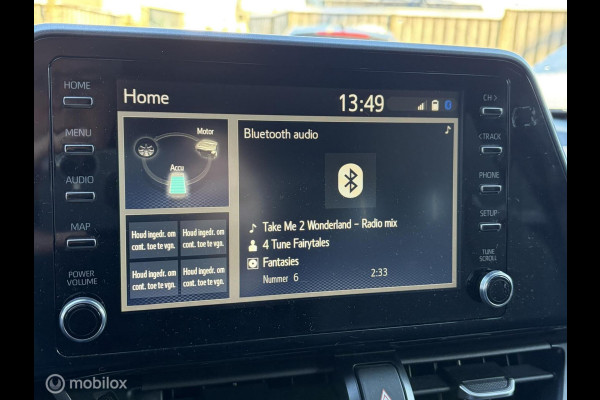 HOME
MENU
AUDIO
MAP
POWER
VOLUME
Home
13:49
Motor
Accu
Houd ingedr. om
cont. toe te vgn.
Houd ingedr. om
cont. toe te vgn.
Houd ingedr. om
cont. toe te vgn.
Houd ingedr. om
cont. toe te vgn.
Bluetooth audio
Take Me 2 Wonderland – Radio mix
4 Tune Fairytales
Fantasies
Nummer 6
2:33
CH >
< TRACK
PHONE
SETUP
TUNE
SCROLL
mobilox